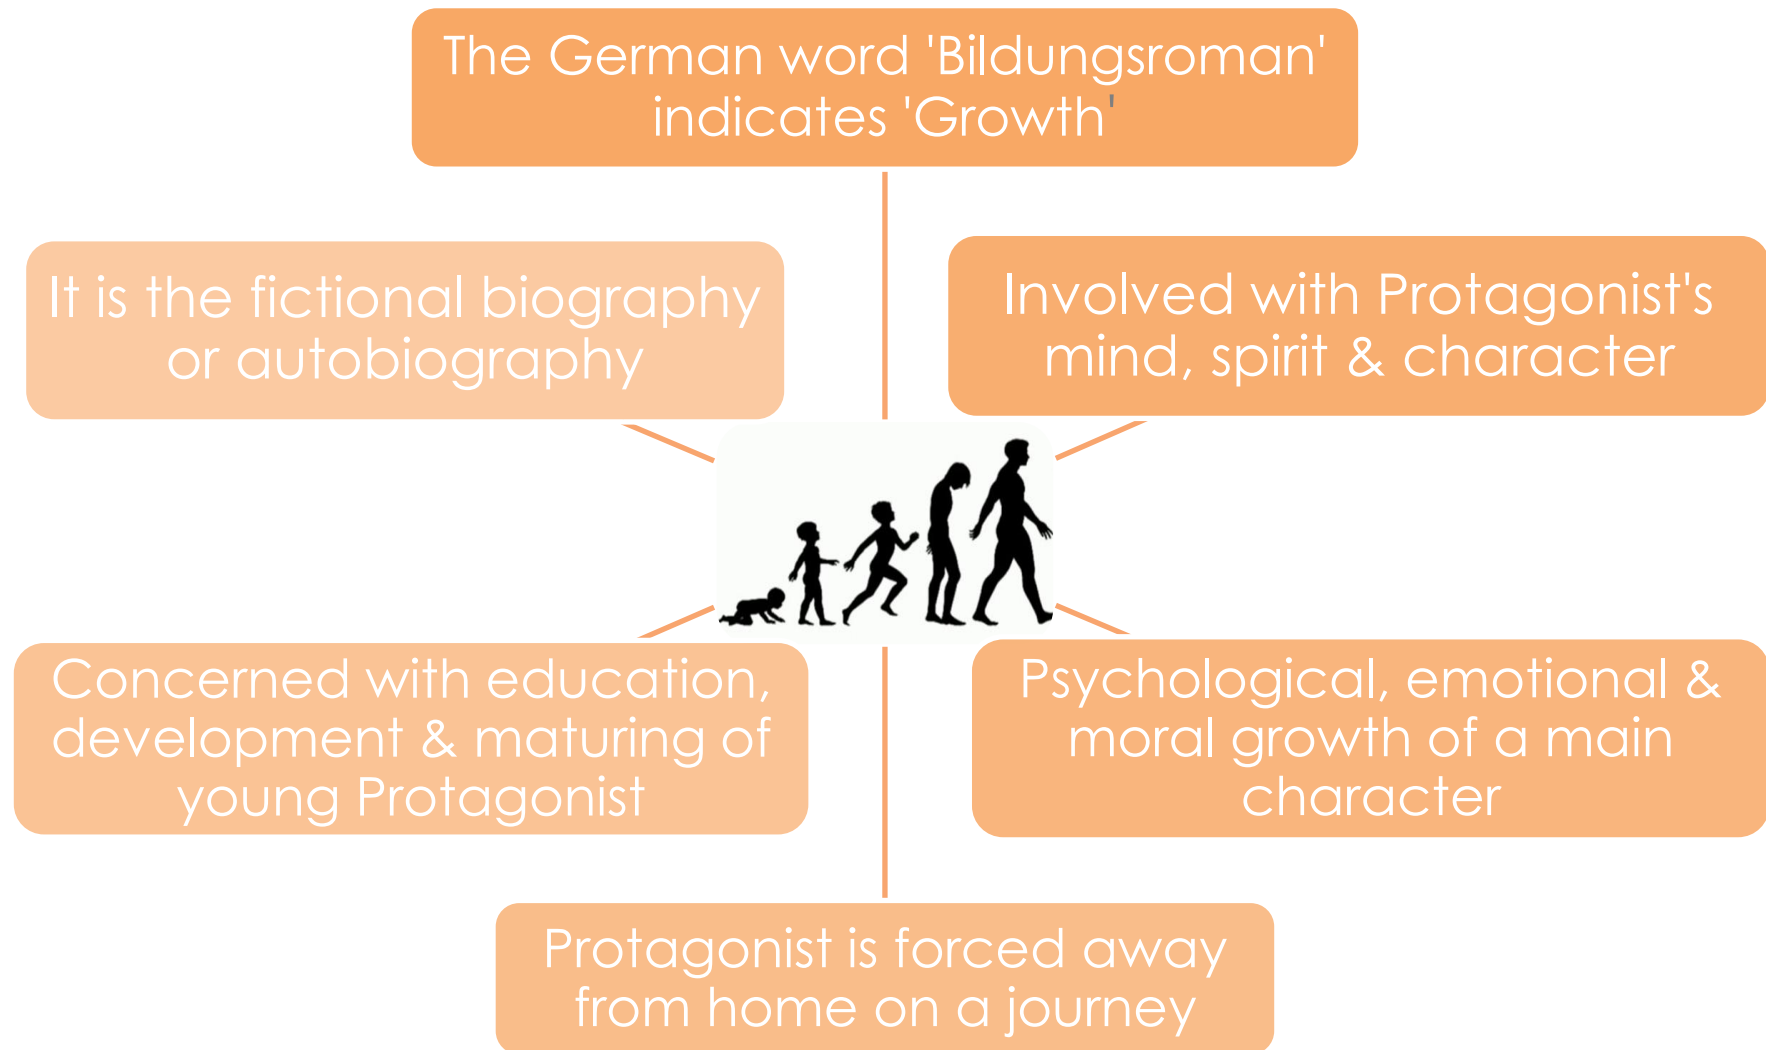 The German word 'Bildungsroman'
indicates 'Growth'
It is the fictional biography
or autobiography
Involved with Protagonist's
mind, spirit & character
Concerned with education,
development & maturing of
young Protagonist
Psychological, emotional &
moral growth of a main
character
Protagonist is forced away
from home on a journey